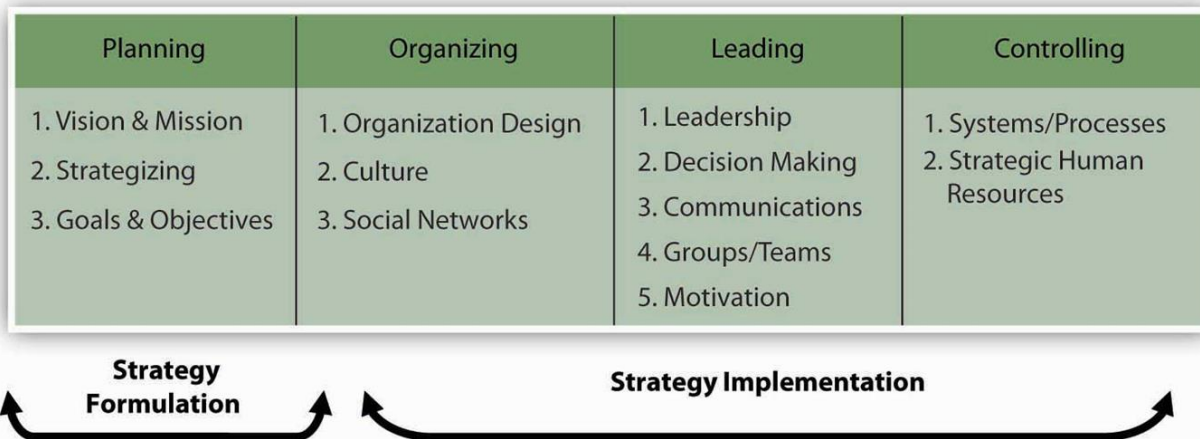 Planning
1. Vision & Mission
2. Strategizing
3. Goals & Objectives
Organizing
1. Organization Design
2. Culture
3. Social Networks
Leading
1. Leadership
2. Decision Making
3. Communications
4. Groups/Teams
5. Motivation
Controlling
1. Systems/Processes
2. Strategic Human
Resources
Strategy
Formulation
Strategy Implementation